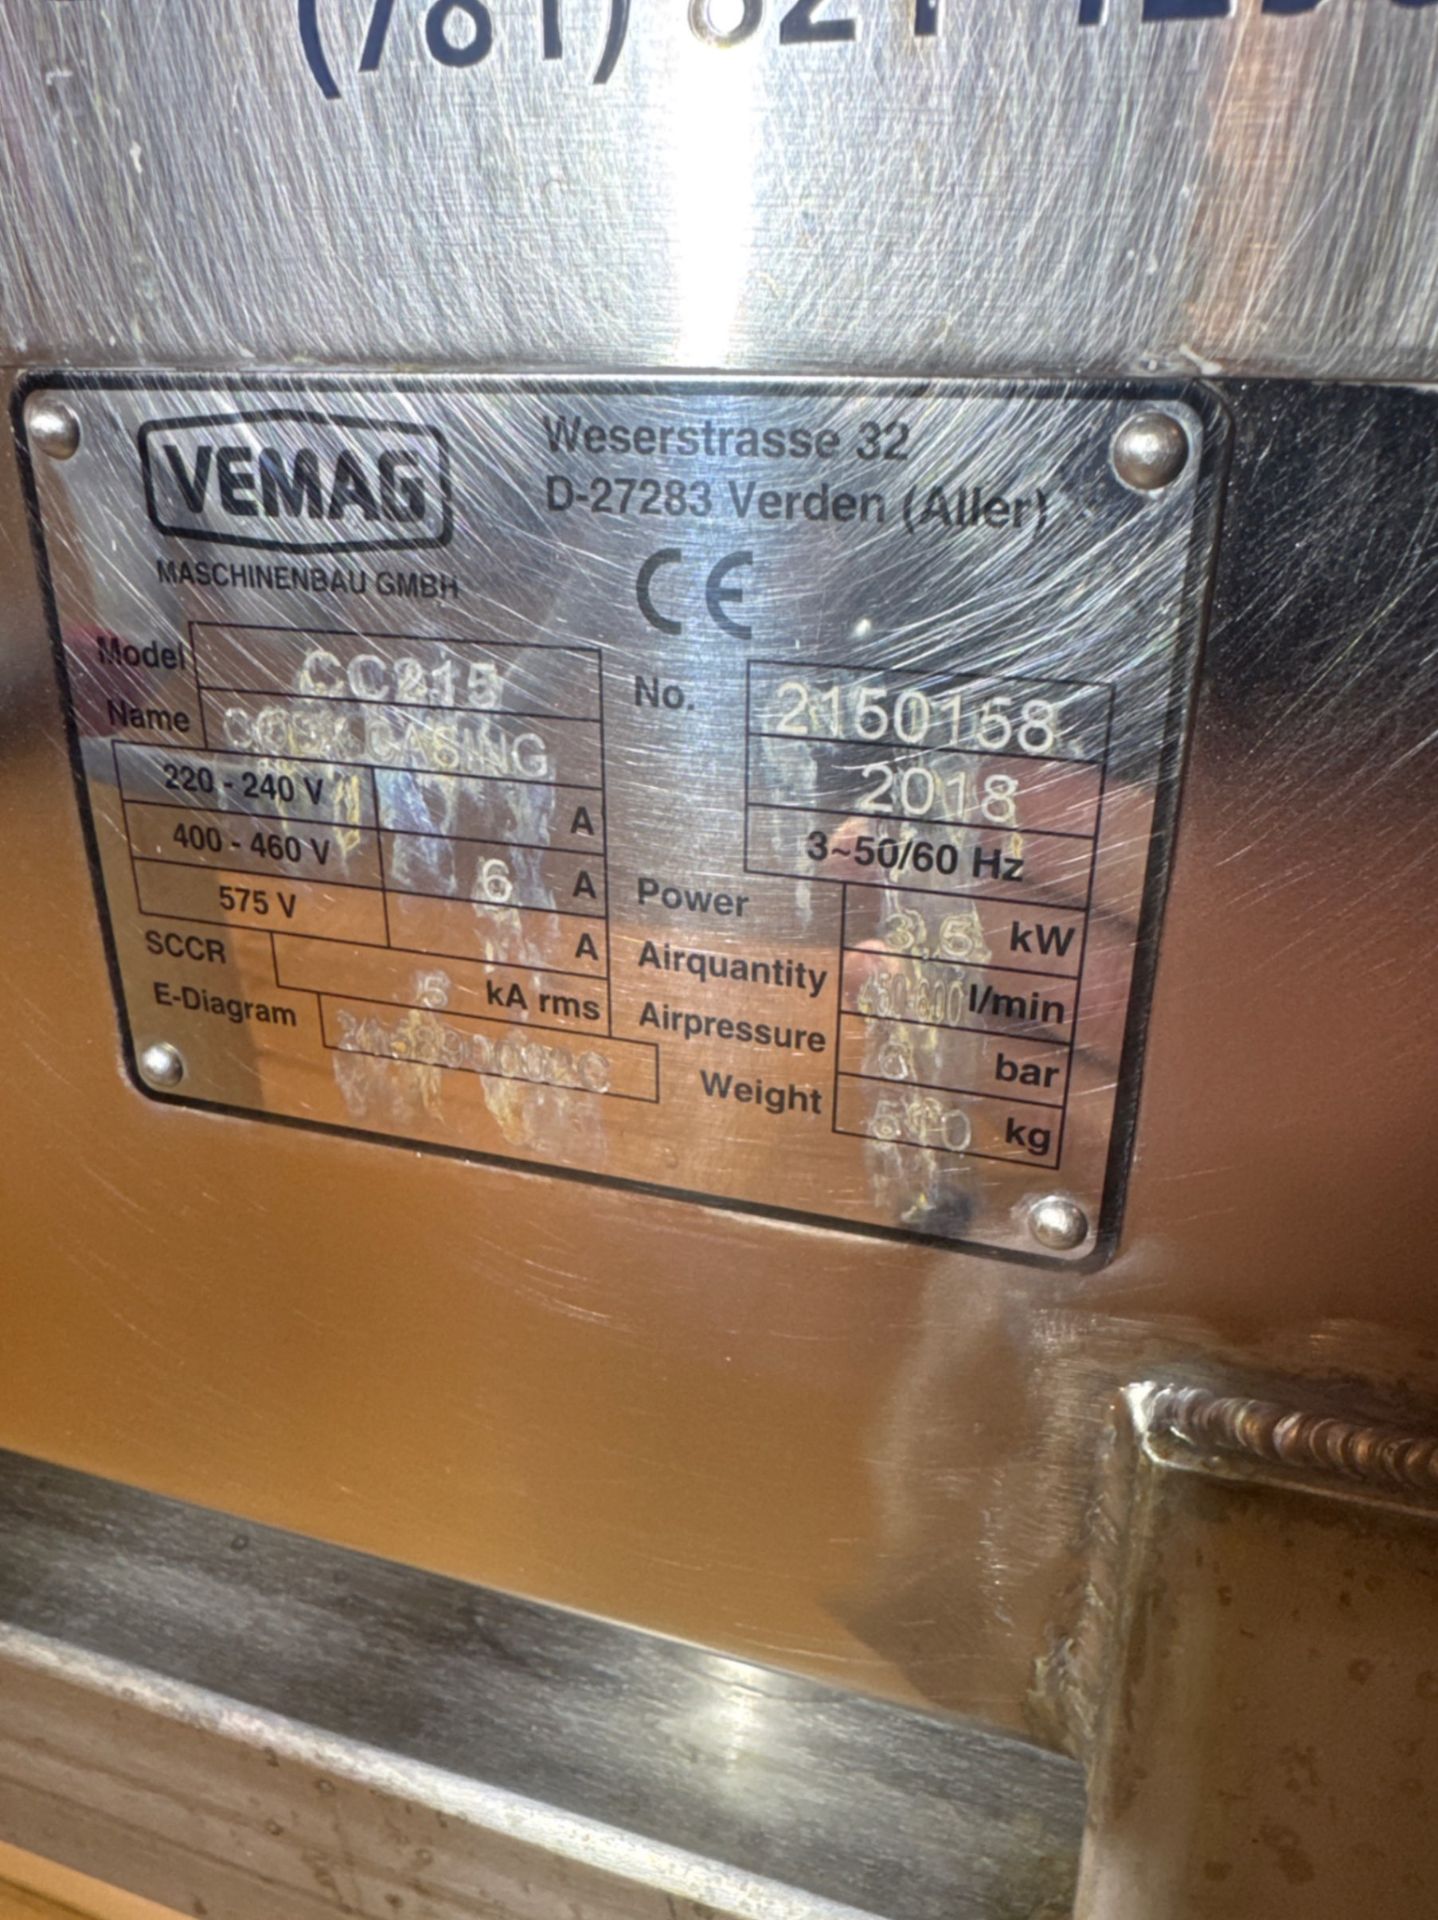 VEMAG
MASCHINENBAU GMBH
Weserstrasse 32
D-27283 Verden (Aller)
CE
Model CC215
Name CASING
220 - 240 V A
400 - 460 V 6 A
575 V A
SCCR 5 kA rms
E-Diagram
No. 2150158
2018
3~50/60 Hz
Power 3,5 kW
Airquantity l/min
Airpressure 6 bar
Weight kg